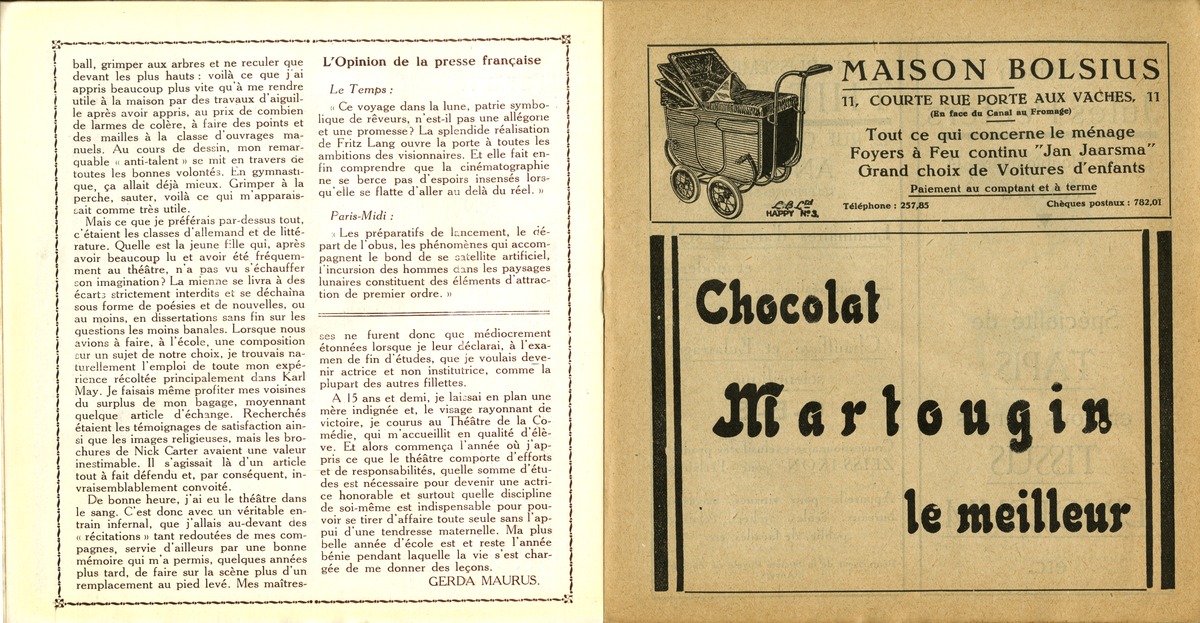 ball, grimper aux arbres et ne reculer que
devant les plus hauts : voilà ce que j'ai
appris beaucoup plus vite qu'à me rendre
utile à la maison par des travaux d'aiguil-
le après avoir appris, au prix de combien
de larmes de colère, à faire des points et
des mailles à la classe d'ouvrages ma-
nuels. Au cours de dessin, mon remar-
quable « anti-talent » se mit en travers de
toutes les bonnes volontés. En gymnasti-
que, ça allait déjà mieux. Grimper à la
perche, sauter, voilà ce qui m'apparais-
sait comme très utile.
Mais ce que je préférais par-dessus tout,
c'étaient les classes d'allemand et de litté-
rature. Quelle est la jeune fille qui, après
avoir beaucoup lu et avoir été fréquem-
ment au théâtre, n'a pas vu s'échauffer
son imagination? La mienne se livra à des
écarts strictement interdits et se déchaîna
sous forme de poésies et de nouvelles, ou
au moins, en dissertations sans fin sur les
questions les moins banales. Lorsque nous
avions à faire, à l'école, une composition
sur un sujet de notre choix, je trouvais na-
turellement l'emploi de toute mon expé-
rience récoltée principalement dans Karl
May. Je faisais même profiter mes voisines
du surplus de mon bagage, moyennant
quelque article d'échange. Recherchés
étaient les témoignages de satisfaction ain-
si que les images religieuses, mais les bro-
chures de Nick Carter avaient une valeur
inestimable. Il s'agissait là d'un article
tout à fait défendu et, par conséquent, in-
vraisemblablement convoité.
De bonne heure, j'ai eu le théâtre dans
le sang. C'est donc avec un véritable en-
train infernal, que j'allais au-devant des
« récitations » tant redoutées de mes com-
pagnes, servie d'ailleurs par une bonne
mémoire qui m'a permis, quelques années
plus tard, de faire sur la scène plus d'un
remplacement au pied levé. Mes maîtres-
L'Opinion de la presse française
Le Temps :
« Ce voyage dans la lune, patrie symbo-
lique de rêveurs, n'est-il pas une allégorie
et une promesse? La splendide réalisation
de Fritz Lang ouvre la porte à toutes les
ambitions des visionnaires. Et elle fait en-
fin comprendre que la cinématographie
ne se berce pas d'espoirs insensés lors-
qu'elle se flatte d'aller au delà du réel. »
Paris-Midi :
« Les préparatifs de lancement, le dé-
part de l'obus, les phénomènes qui accom-
pagnent le bond de se satellite artificiel,
l'incursion des hommes dans les paysages
lunaires constituent des éléments d'attrac-
tion de premier ordre. »
ses ne furent donc que médiocrement
étonnées lorsque je leur déclarai, à l'exa-
men de fin d'études, que je voulais deve-
nir actrice et non institutrice, comme la
plupart des autres fillettes.
A 15 ans et demi, je laissai en plan une
mère indignée et, le visage rayonnant de
victoire, je courus au Théâtre de la Co-
médie, qui m'accueillit en qualité d'élè-
ve. Et alors commença l'année où j'ap-
pris ce que le théâtre comporte d'efforts
et de responsabilités, quelle somme d'étu-
des est nécessaire pour devenir une actri-
ce honorable et surtout quelle discipline
de soi-même est indispensable pour pou-
voir se tirer d'affaire toute seule sans l'ap-
pui d'une tendresse maternelle. Ma plus
belle année d'école est et reste l'année
bénie pendant laquelle la vie s'est char-
gée de me donner des leçons.
GERDA MAURUS.
MAISON BOLSIUS
11, COURTE RUE PORTE AUX VACHES, 11
(En face du Canal au Fromage)
Tout ce qui concerne le ménage
Foyers à Feu continu "Jan Jaarsma"
Grand choix de Voitures d'enfants
Paiement au comptant et à terme
Téléphone : 257,85 Chèques postaux : 782,01
L.B. Ltd
HAPPY No 3.
Chocolat
Martougin
le meilleur